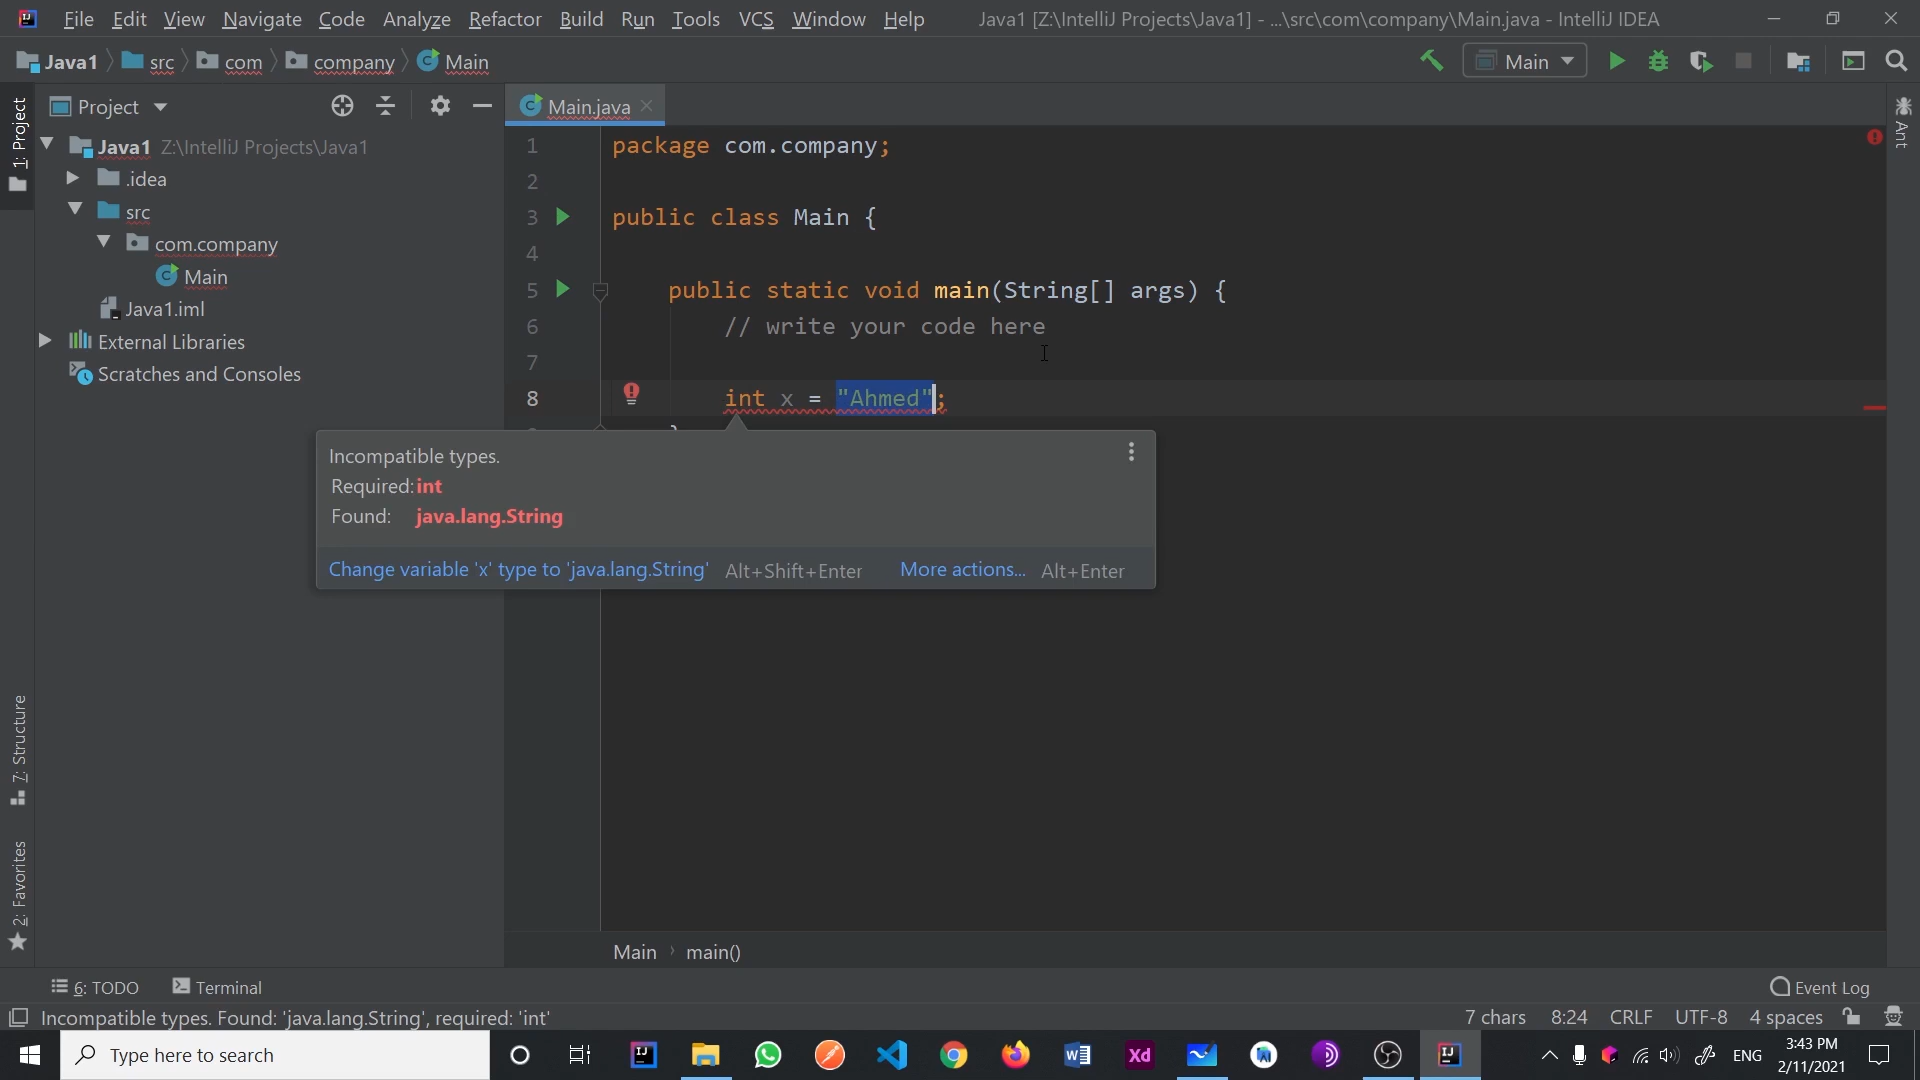 File Edit View Navigate Code Analyze Refactor Build Run Tools VCS Window Help Java1 [Z:\IntelliJ Projects\Java1] - ...\src\com\company\Main.java - IntelliJ IDEA
Java1 src com company Main Main
1: Project
Project
Main.java
Ant
Java1 Z:\IntelliJ Projects\Java1
.idea
src
com.company
Main
Java1.iml
External Libraries
Scratches and Consoles
1 package com.company;
2
3 public class Main {
4
5 public static void main(String[] args) {
6 // write your code here
7
8 int x = "Ahmed";
Incompatible types.
Required: int
Found: java.lang.String
Change variable 'x' type to 'java.lang.String' Alt+Shift+Enter More actions... Alt+Enter
7: Structure
2: Favorites
Main main()
6: TODO Terminal Event Log
Incompatible types. Found: 'java.lang.String', required: 'int' 7 chars 8:24 CRLF UTF-8 4 spaces
Type here to search ENG 3:43 PM
2/11/2021